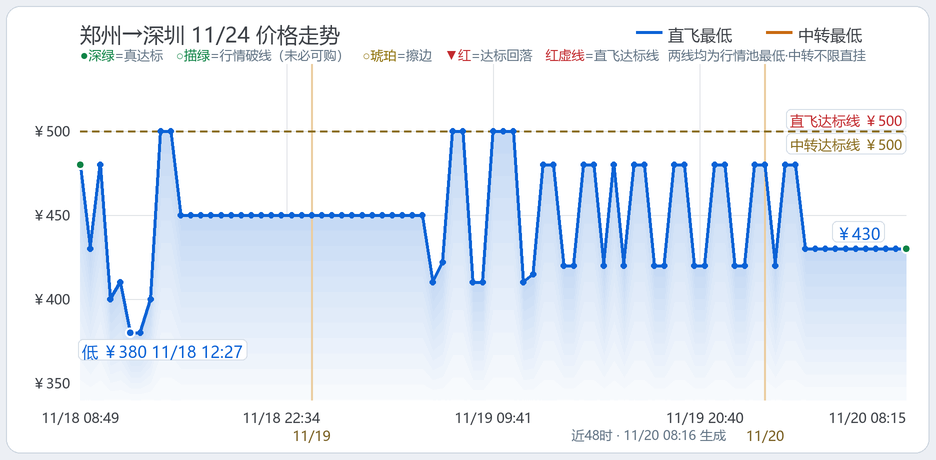 郑州→深圳 11/24 价格走势
直飞最低 中转最低
●深绿=真达标 ○描绿=行情破线（未必可购） ○琥珀=擦边 ▼红=达标回落 红虚线=直飞达标线 两线均为行情池最低·中转不限直挂
直飞达标线 ￥500
￥500
中转达标线 ￥500
￥450
￥430
￥400
低 ￥380 11/18 12:27
￥350
11/18 08:49 11/18 22:34 11/19 09:41 11/19 20:40 11/20 08:15
11/19 近48时 · 11/20 08:16 生成 11/20